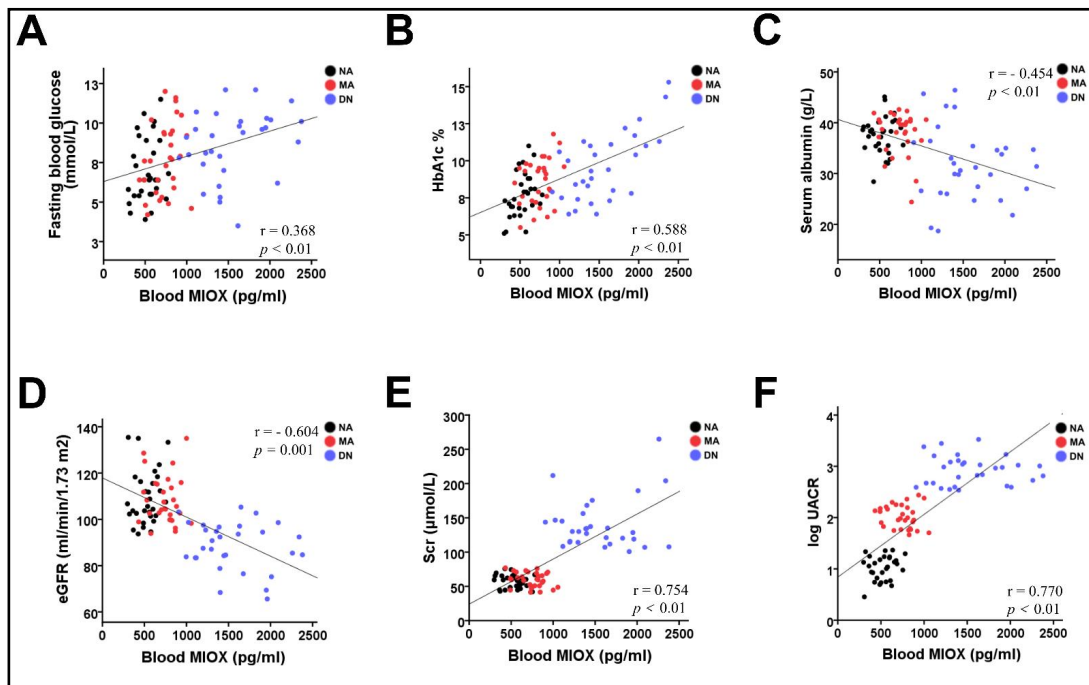 A
Fasting blood glucose
(mmol/L)
13
10
8
5
3
0
500
1000
1500
2000
2500
Blood MIOX (pg/ml)
NA
MA
DN
r = 0.368
p < 0.01
B
HbA1c %
15
13
10
8
5
0
500
1000
1500
2000
2500
Blood MIOX (pg/ml)
NA
MA
DN
r = 0.588
p < 0.01
C
Serum albumin (g/L)
50
40
30
20
0
500
1000
1500
2000
2500
Blood MIOX (pg/ml)
r = - 0.454
p < 0.01
NA
MA
DN
D
eGFR (ml/min/1.73 m2)
140
120
100
80
60
0
500
1000
1500
2000
2500
Blood MIOX (pg/ml)
r = - 0.604
p = 0.001
NA
MA
DN
E
Scr (μmol/L)
300
250
200
150
100
50
0
0
500
1000
1500
2000
2500
Blood MIOX (pg/ml)
NA
MA
DN
r = 0.754
p < 0.01
F
log UACR
4
3
2
1
0
0
500
1000
1500
2000
2500
Blood MIOX (pg/ml)
NA
MA
DN
r = 0.770
p < 0.01